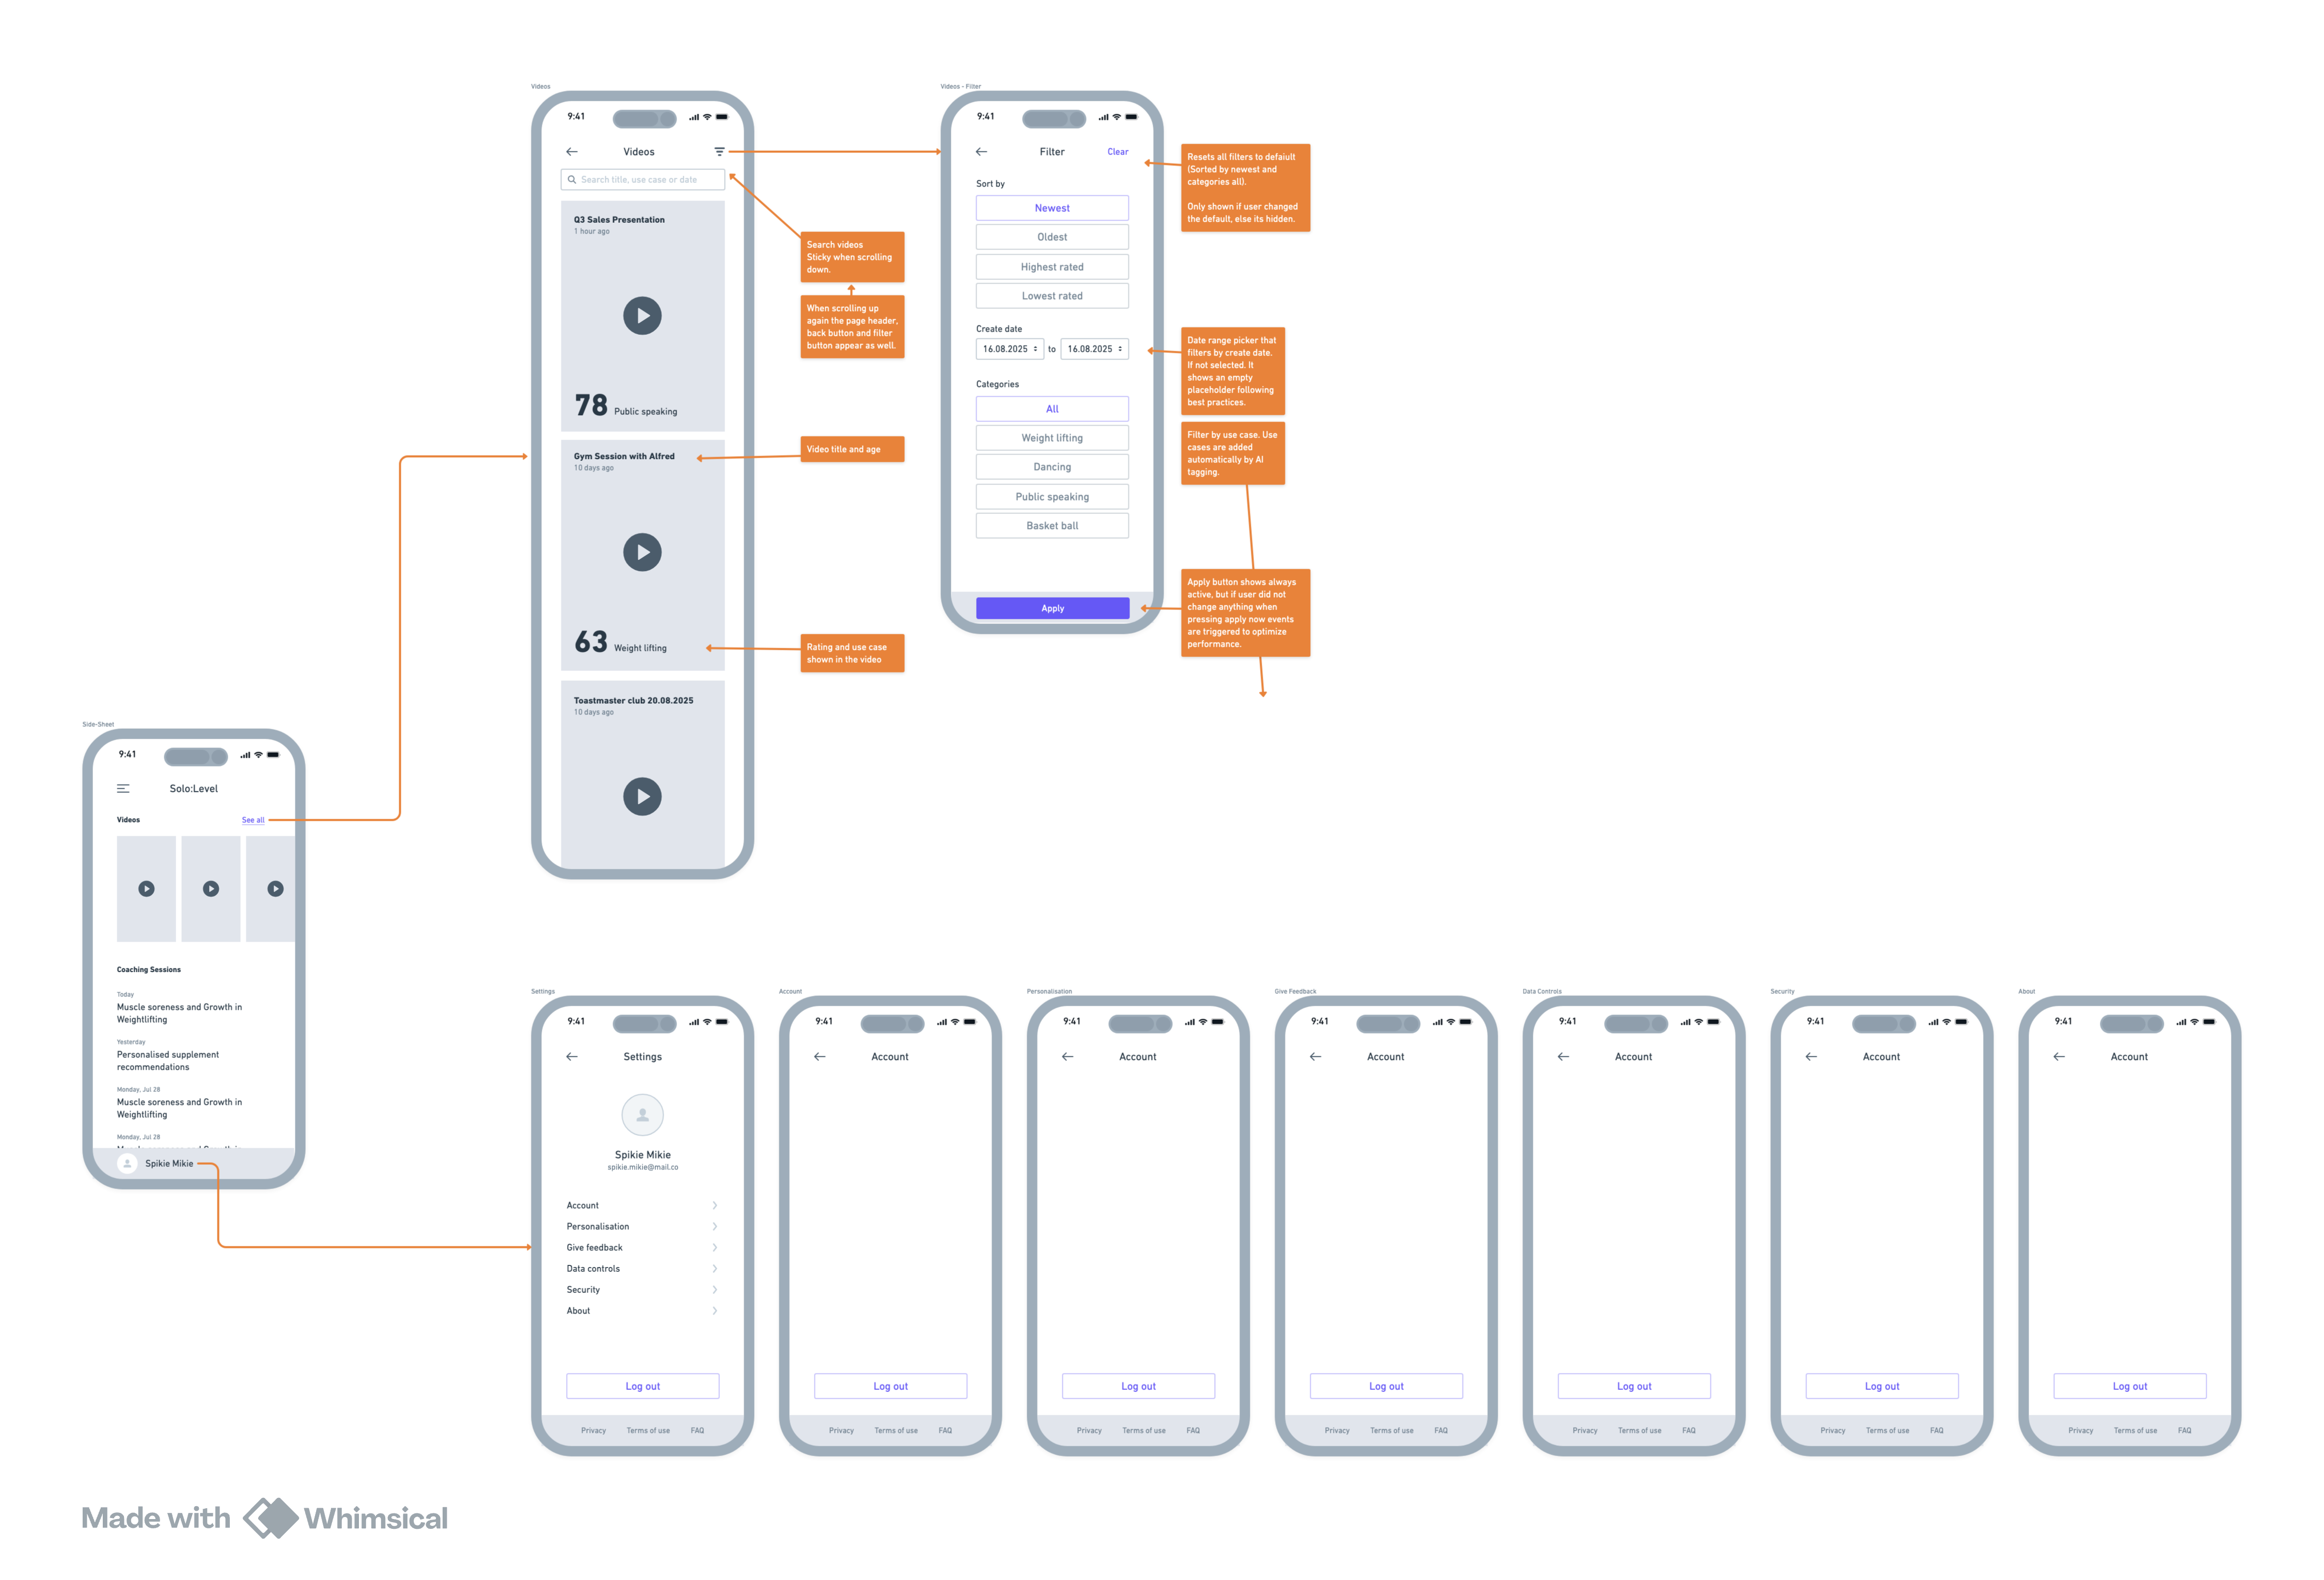 Videos
9:41
Videos
Search title, use case or date
Q3 Sales Presentation
1 hour ago
78 Public speaking
Gym Session with Alfred
10 days ago
63 Weight lifting
Toastmaster club 20.08.2025
10 days ago
Search videos
Sticky when scrolling
down.
When scrolling up
again the page header,
back button and filter
button appear as well.
Video title and age
Rating and use case
shown in the video
Videos - Filter
9:41
Filter
Clear
Sort by
Newest
Oldest
Highest rated
Lowest rated
Create date
16.08.2025 to 16.08.2025
Categories
All
Weight lifting
Dancing
Public speaking
Basket ball
Apply
Resets all filters to defaiult
(Sorted by newest and
categories all).
Only shown if user changed
the default, else its hidden.
Date range picker that
filters by create date.
If not selected. It
shows an empty
placeholder following
best practices.
Filter by use case. Use
cases are added
automatically by AI
tagging.
Apply button shows always
active, but if user did not
change anything when
pressing apply now events
are triggered to optimize
performance.
Side-Sheet
9:41
Solo:Level
Videos
See all
Coaching Sessions
Today
Muscle soreness and Growth in
Weightlifting
Yesterday
Personalised supplement
recommendations
Monday, Jul 28
Muscle soreness and Growth in
Weightlifting
Monday, Jul 28
Spikie Mikie
Settings
9:41
Settings
Spikie Mikie
spikie.mikie@mail.co
Account
Personalisation
Give feedback
Data controls
Security
About
Log out
Privacy Terms of use FAQ
Account
9:41
Account
Log out
Privacy Terms of use FAQ
Personalisation
9:41
Account
Log out
Privacy Terms of use FAQ
Give Feedback
9:41
Account
Log out
Privacy Terms of use FAQ
Data Controls
9:41
Account
Log out
Privacy Terms of use FAQ
Security
9:41
Account
Log out
Privacy Terms of use FAQ
About
9:41
Account
Log out
Privacy Terms of use FAQ
Made with Whimsical